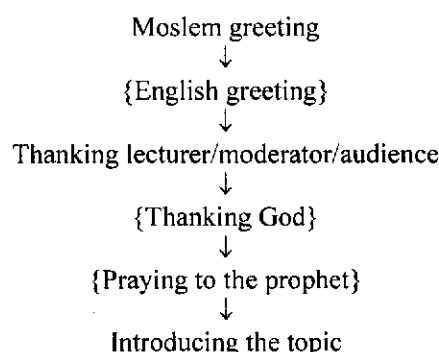 Moslem greeting
↓
{English greeting}
↓
Thanking lecturer/moderator/audience
↓
{Thanking God}
↓
{Praying to the prophet}
↓
Introducing the topic